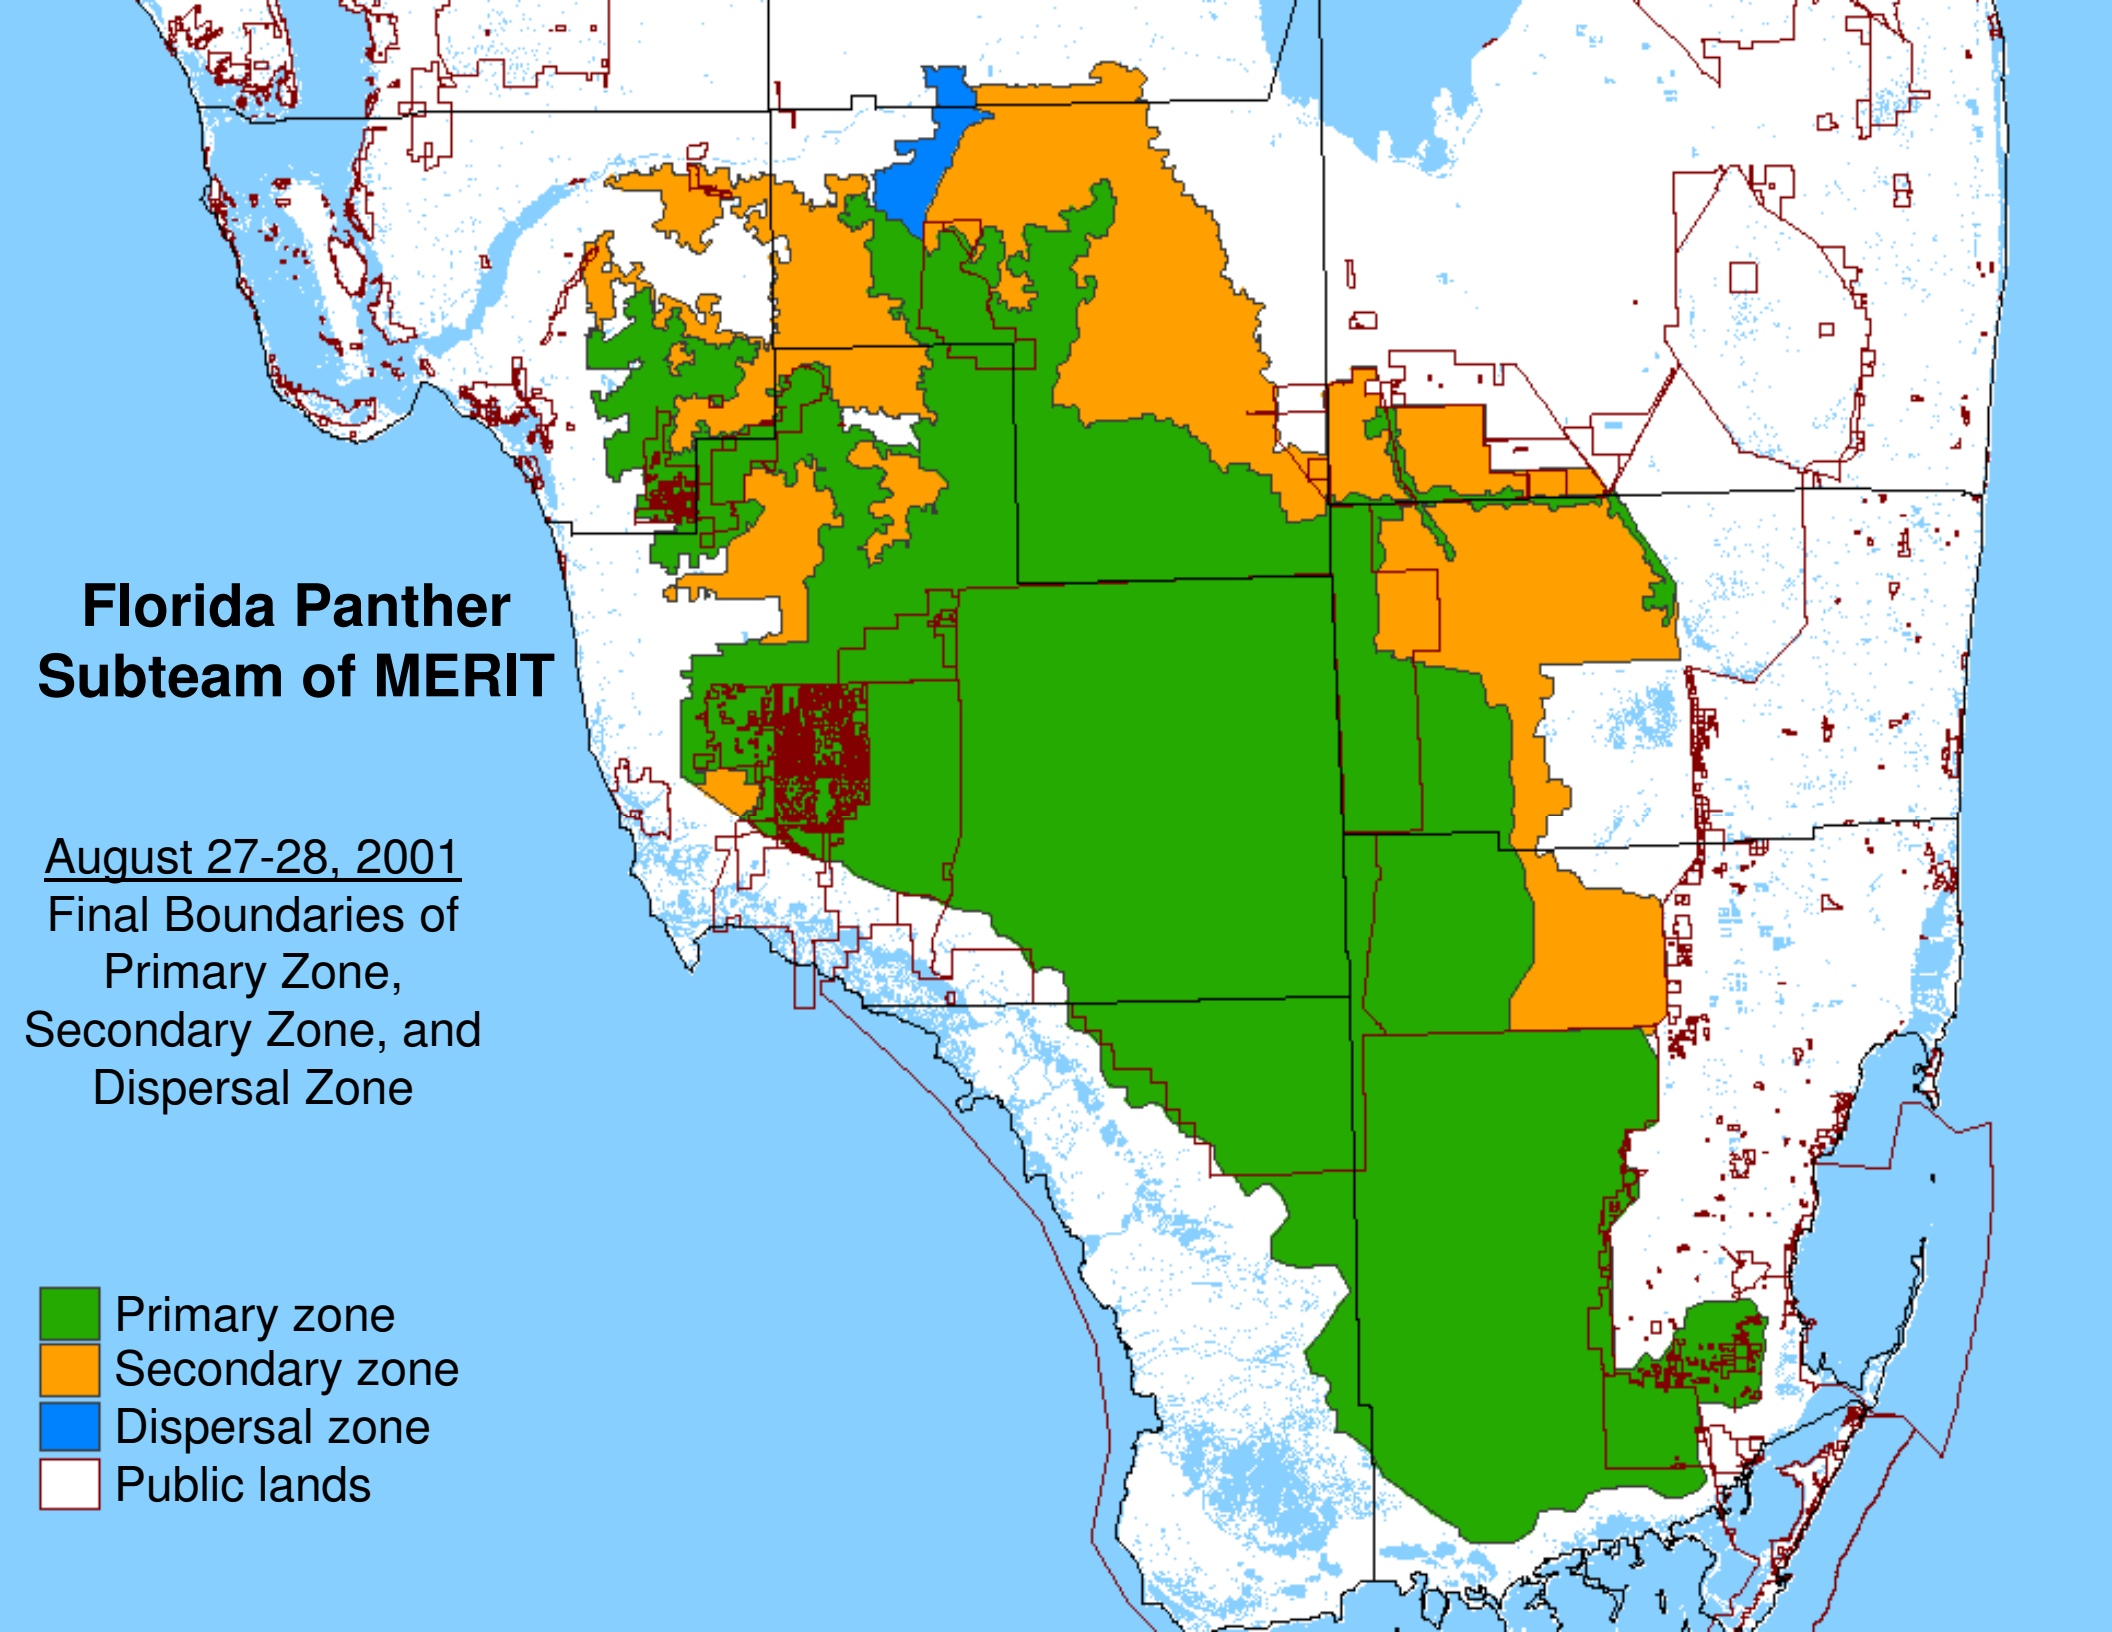 Florida Panther
Subteam of MERIT
August 27-28, 2001
Final Boundaries of
Primary Zone,
Secondary Zone, and
Dispersal Zone
Primary zone
Secondary zone
Dispersal zone
Public lands